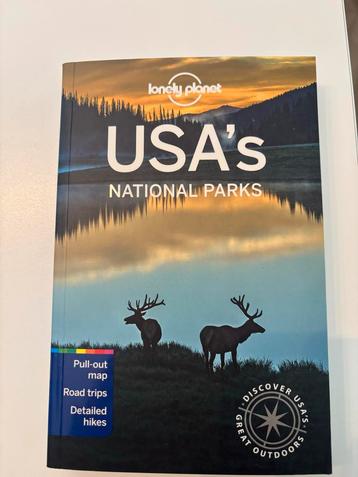 lonely planet
USA's
NATIONAL PARKS
Pull-out
map
Road trips
Detailed
hikes
DISCOVER USA'S
GREAT OUTDOORS